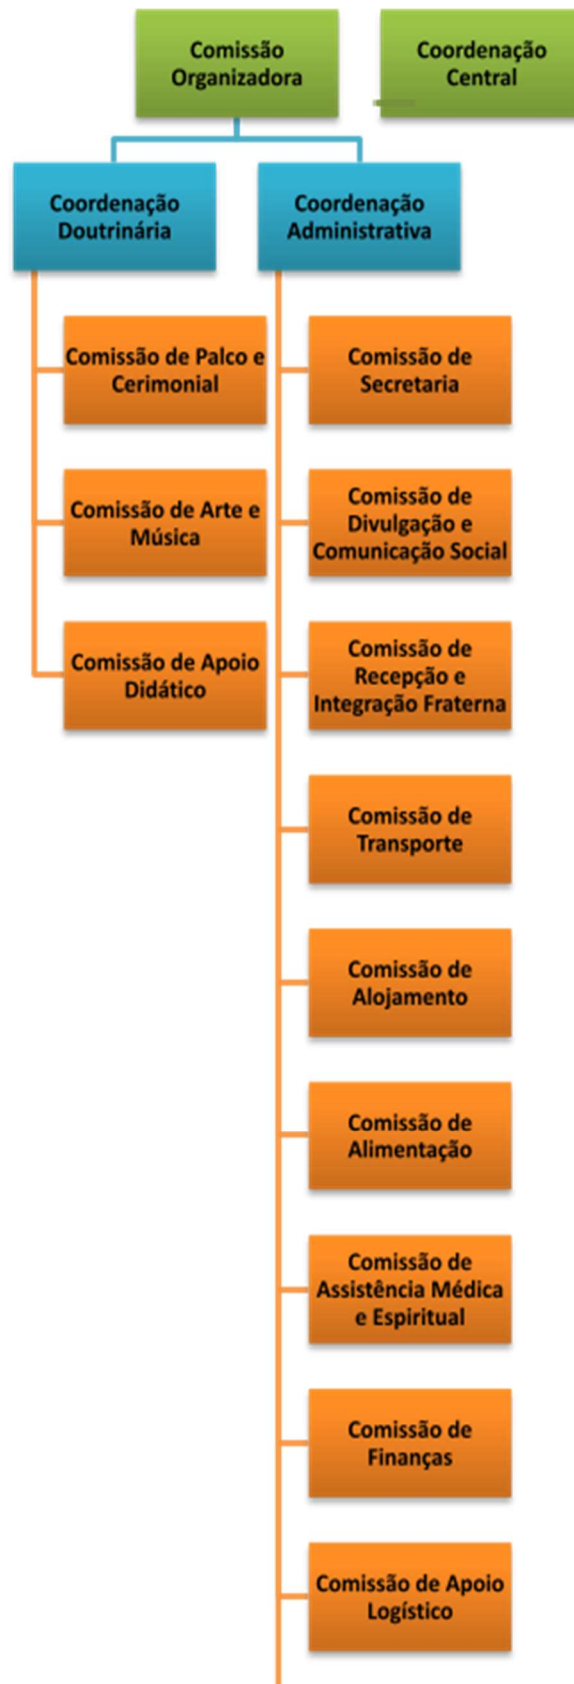 Comissão
Organizadora
Coordenação
Central
Coordenação
Doutrinária
Coordenação
Administrativa
Comissão de Palco e
Cerimonial
Comissão de Arte e
Música
Comissão de Apoio
Didático
Comissão de
Secretaria
Comissão de
Divulgação e
Comunicação Social
Comissão de
Recepção e
Integração Fraterna
Comissão de
Transporte
Comissão de
Alojamento
Comissão de
Alimentação
Comissão de
Assistência Médica
e Espiritual
Comissão de
Finanças
Comissão de Apoio
Logístico